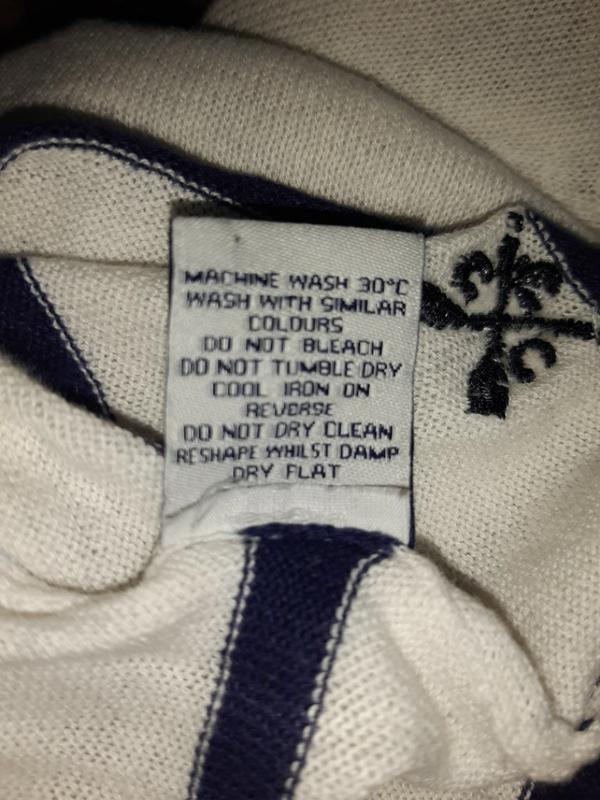 MACHINE WASH 30°C
WASH WITH SIMILAR
COLOURS
DO NOT BLEACH
DO NOT TUMBLE DRY
COOL IRON ON
REVERSE
DO NOT DRY CLEAN
RESHAPE WHILST DAMP
DRY FLAT